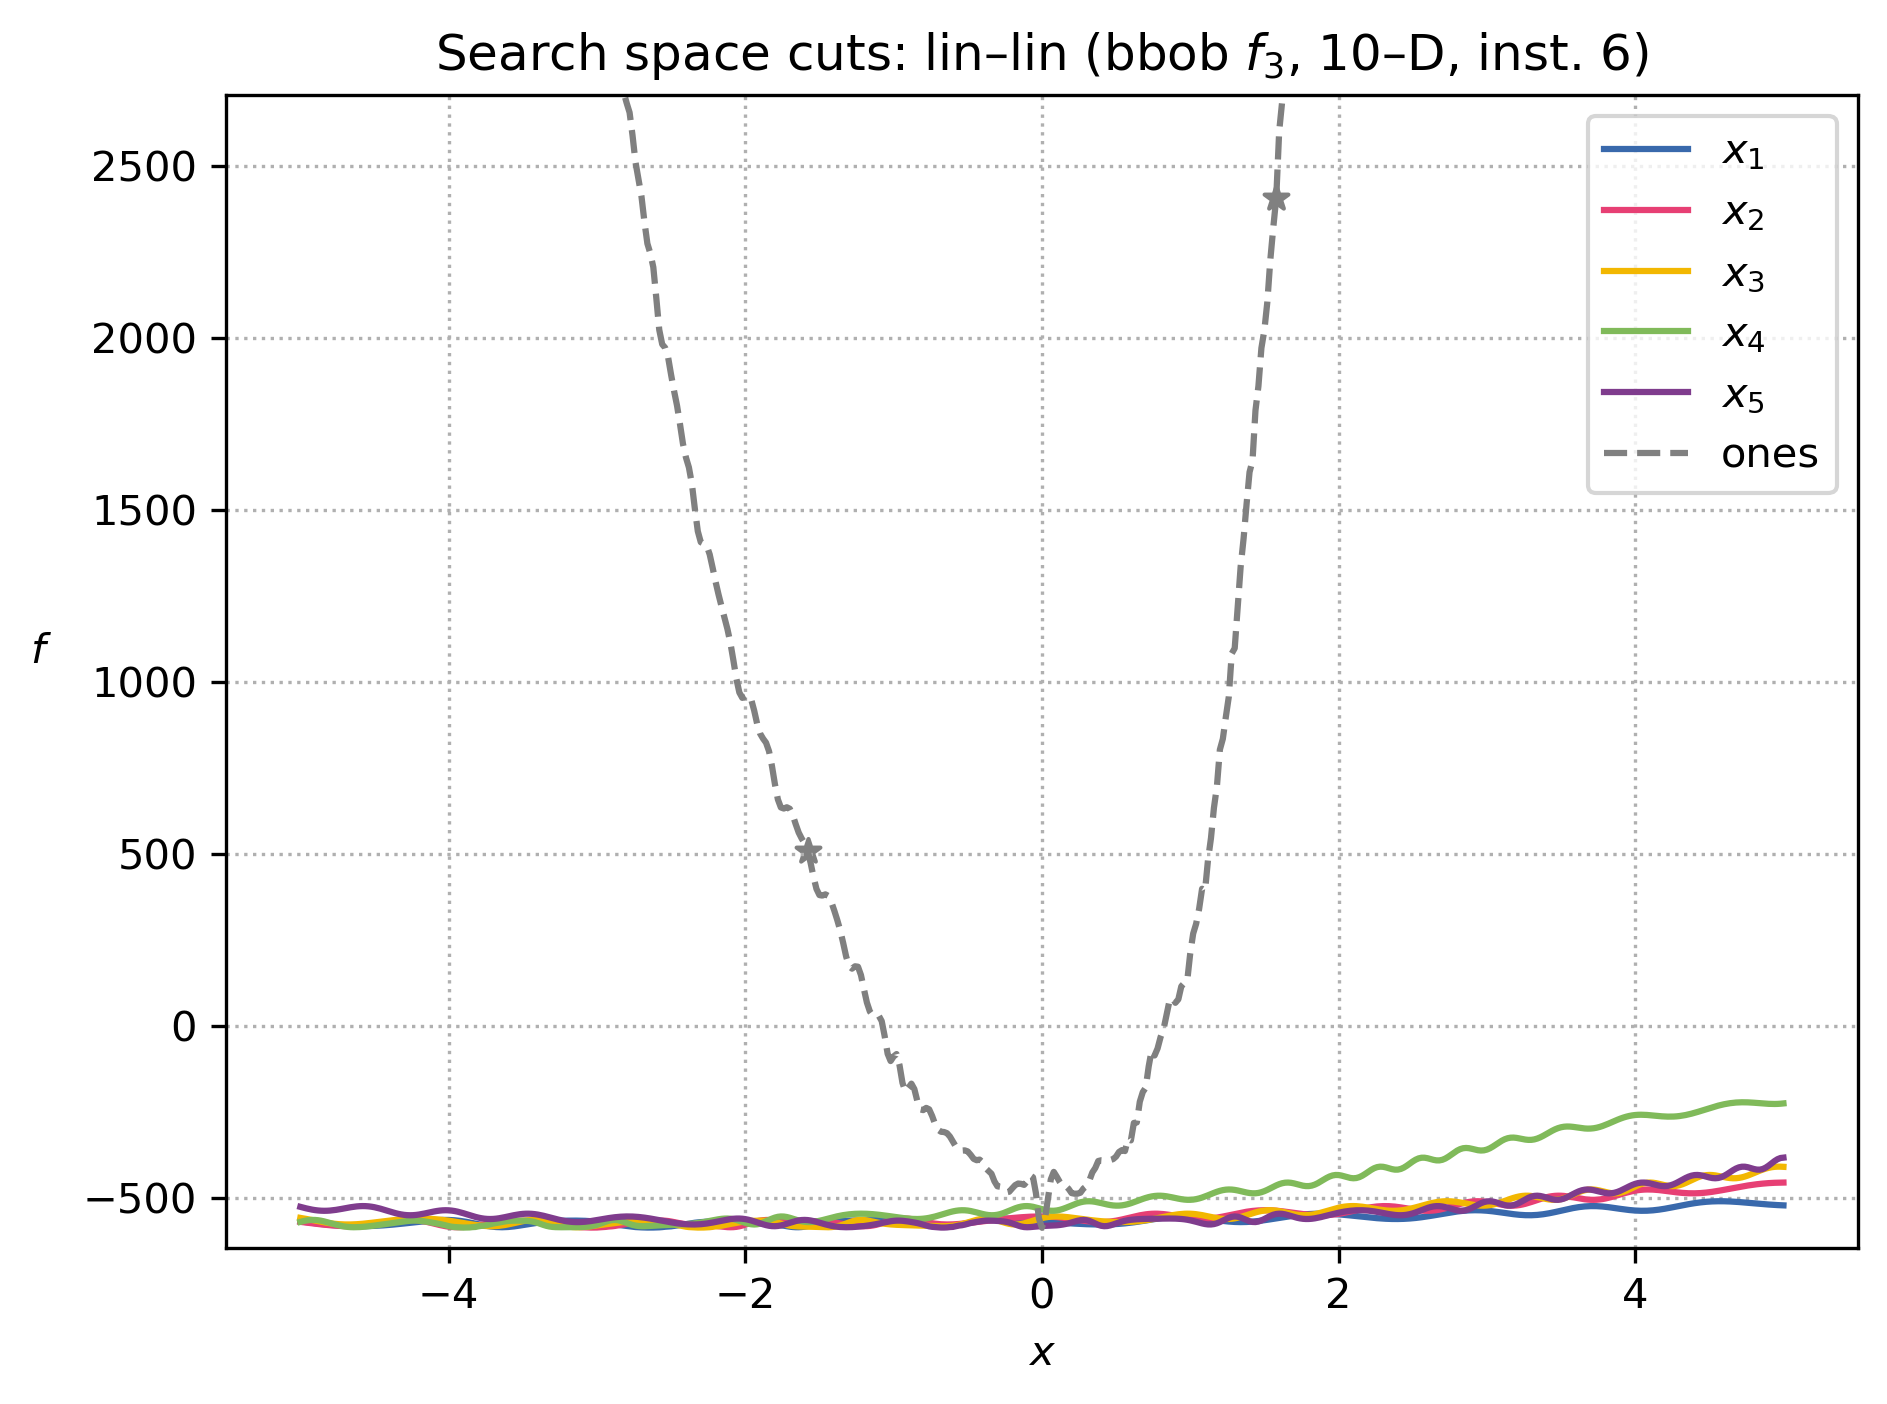 Search space cuts: lin–lin (bbob f₃, 10–D, inst. 6)
x₁
x₂
x₃
x₄
x₅
ones
2500
2000
1500
1000
500
0
−500
f
−4
−2
0
2
4
x